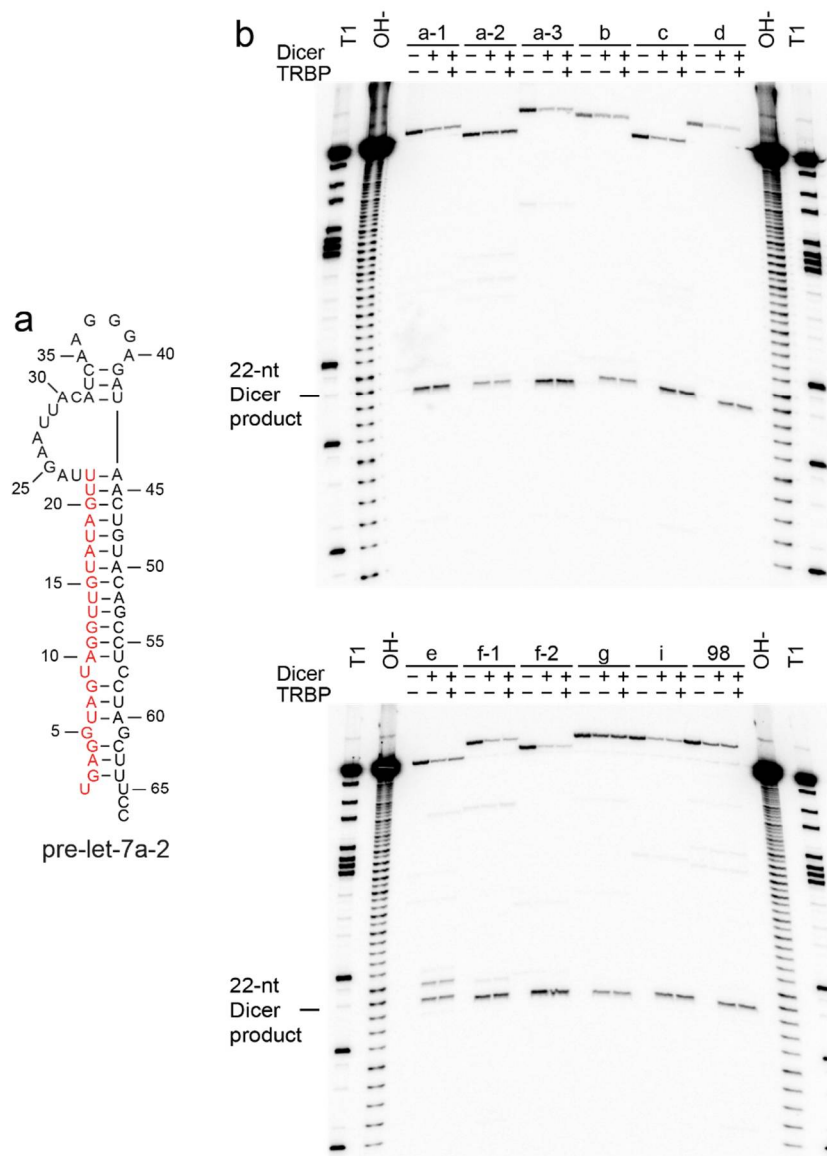 b
T1
OH-
a-1 a-2 a-3 b c d
OH-
T1
Dicer − + + − + + − + + − + + − + + − + +
TRBP − − + − − + − − + − − + − − + − − +
22-nt
Dicer
product
a
G G
A G
35 A A 40
30 A U G A
U A C A U
U
A
A
25 G A U U A
U A 45
20 G C
A U
U G
A U
U A 50
15 G C
U A
U G
G C
G C 55
A U
10 U C
G C
A U
U A 60
5 G G
G C
A U
G U
U U
C 65
C
pre-let-7a-2
T1
OH-
e f-1 f-2 g i 98
OH-
T1
Dicer − + + − + + − + + − + + − + + − + +
TRBP − − + − − + − − + − − + − − + − − +
22-nt
Dicer
product